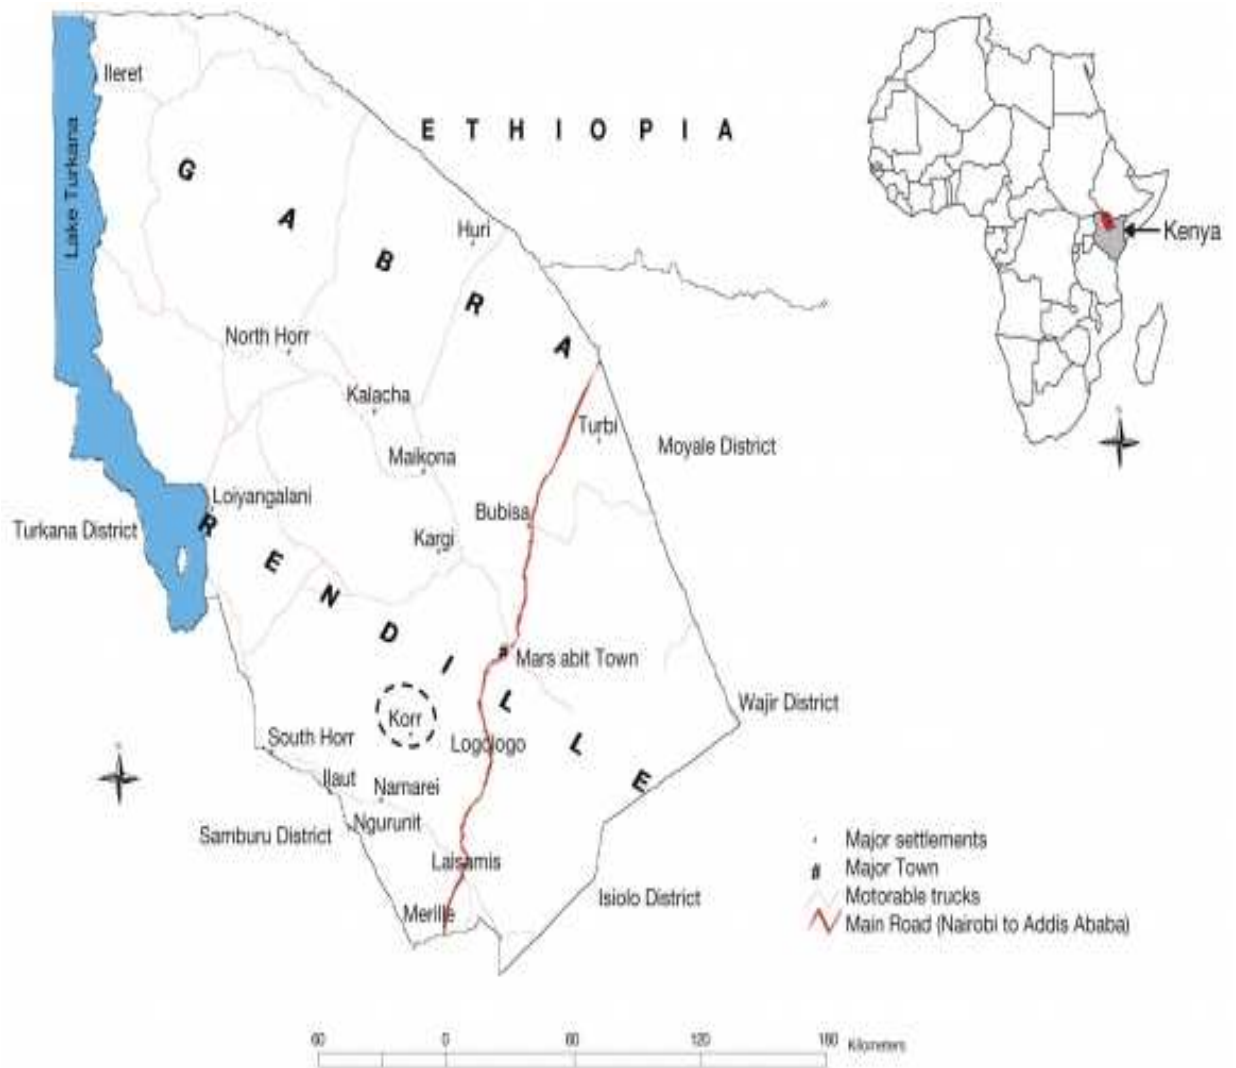 Ileret
Lake Turkana
ETHIOPIA
GABRA
Huri
Kenya
North Horr
Kalacha
Turbi
Moyale District
Maikona
Loiyangalani
Bubisa
Turkana District
Kargi
RENDILLE
Mars abit Town
Korr
Wajir District
South Horr
Logologo
Ilaut
Namarei
Ngurunit
Samburu District
Laisamis
Isiolo District
Merille
Major settlements
Major Town
Motorable trucks
Main Road (Nairobi to Addis Ababa)
60 0 60 120 180 Kilometers